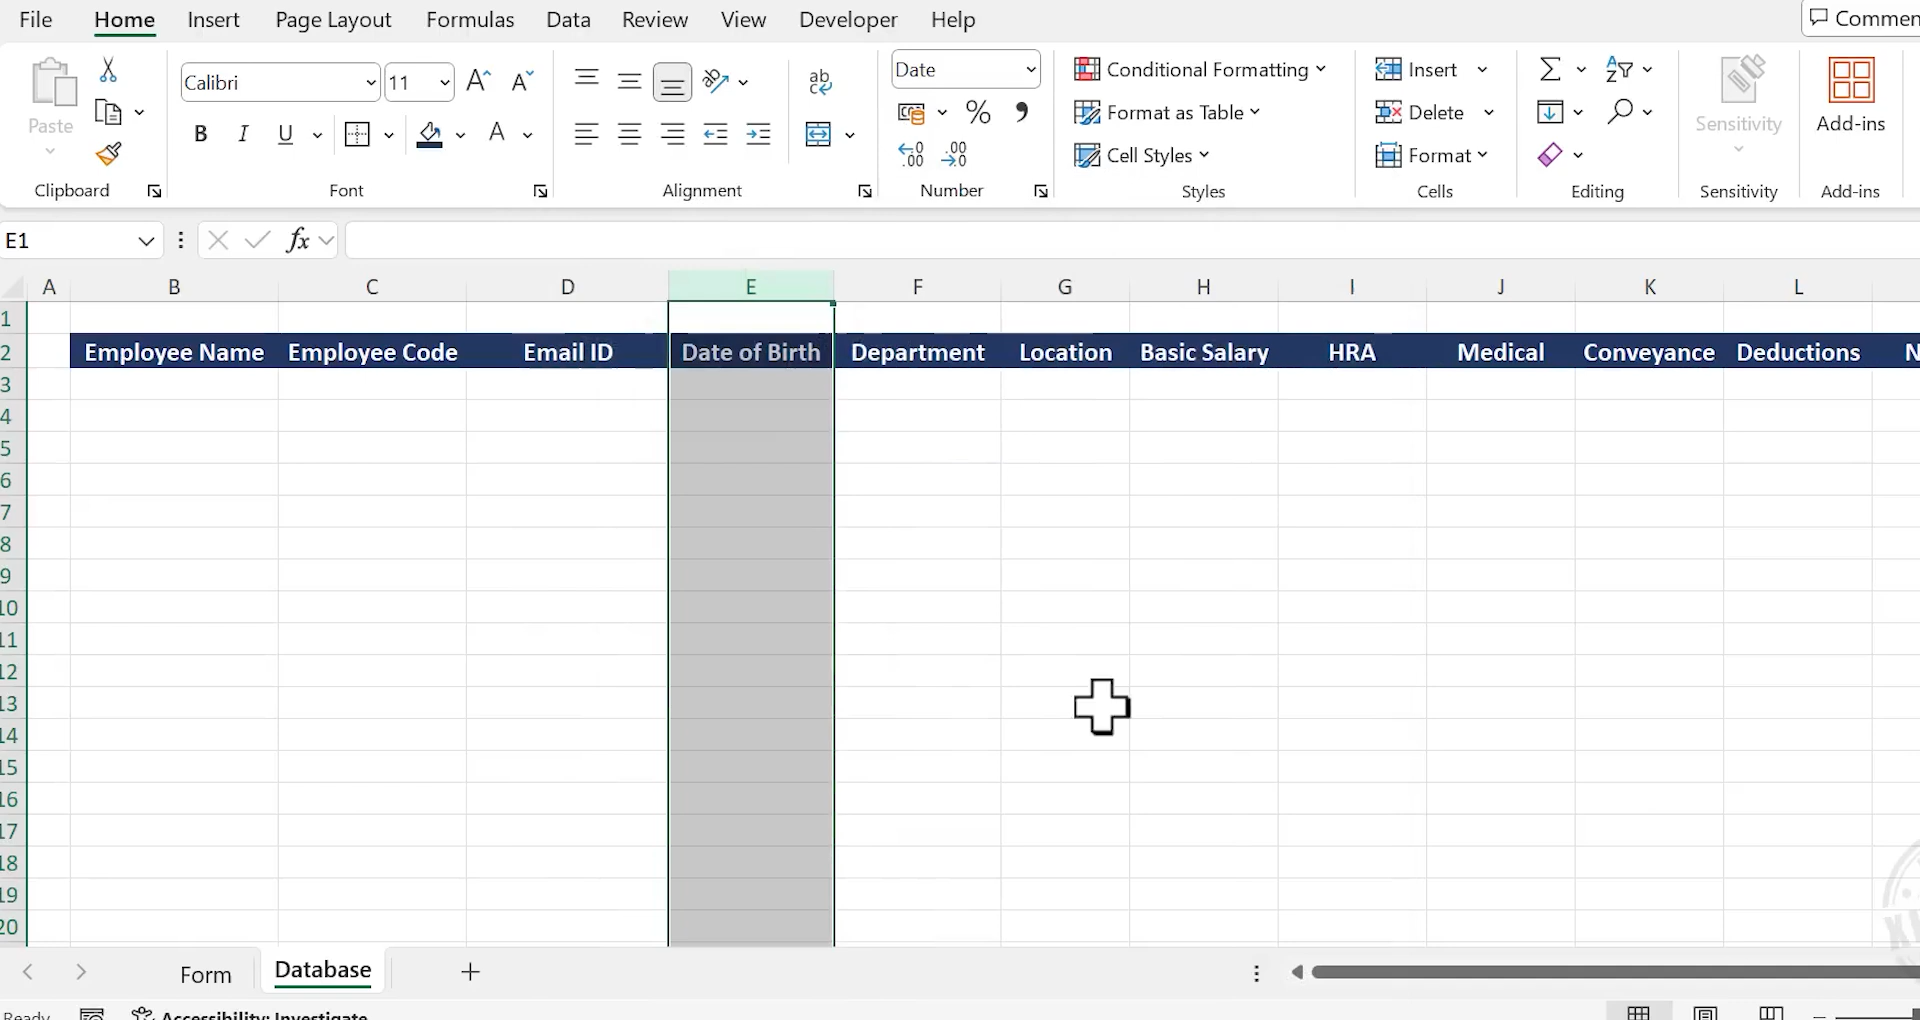 File Home Insert Page Layout Formulas Data Review View Developer Help
Calibri 11 Date Conditional Formatting Insert
Paste B I U A ab % , Format as Table Delete Sensitivity Add-ins
Cell Styles Format
Clipboard Font Alignment Number Styles Cells Editing Sensitivity Add-ins
E1 fx
A B C D E F G H I J K L
1
2 Employee Name Employee Code Email ID Date of Birth Department Location Basic Salary HRA Medical Conveyance Deductions
3
4
5
6
7
8
9
10
11
12
13
14
15
16
17
18
19
20
Form Database
Ready Accessibility: Investigate